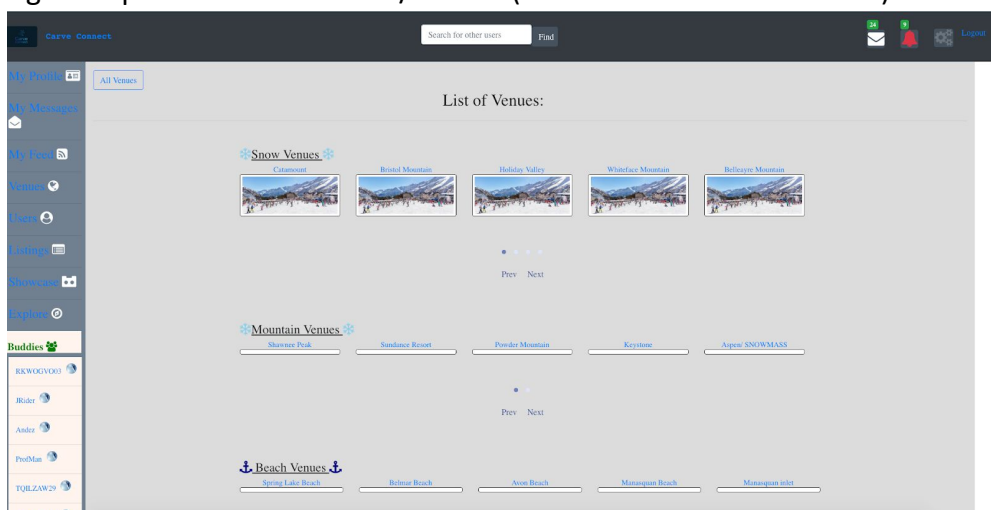 Carve Connect
Search for other users
Find
24
9
Logout
My Profile
My Messages
My Feed
Venues
Users
Listings
Showcase
Explore
Buddies
RKWOGVO03
JRider
Andez
ProfMan
TQILZAW29
All Venues
List of Venues:
Snow Venues
Catamount
Bristol Mountain
Holiday Valley
Whiteface Mountain
Belleayre Mountain
Prev Next
Mountain Venues
Shawnee Peak
Sundance Resort
Powder Mountain
Keystone
Aspen/ SNOWMASS
Prev Next
Beach Venues
Spring Lake Beach
Belmar Beach
Avon Beach
Manasquan Beach
Manasquan inlet